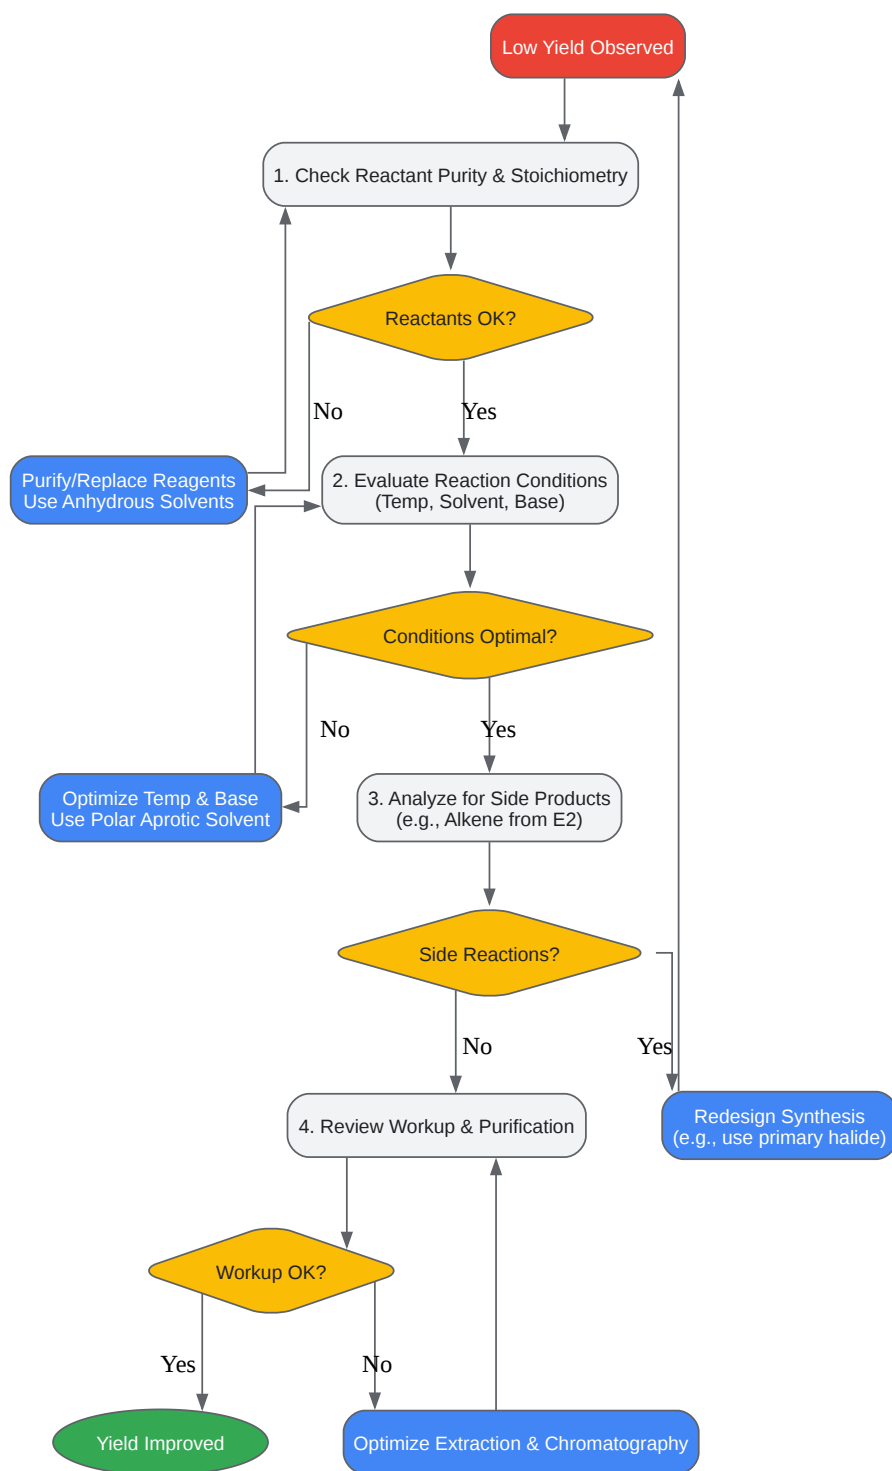 Low Yield Observed
1. Check Reactant Purity & Stoichiometry
Reactants OK?
No
Yes
Purify/Replace Reagents
Use Anhydrous Solvents
2. Evaluate Reaction Conditions
(Temp, Solvent, Base)
Conditions Optimal?
No
Yes
Optimize Temp & Base
Use Polar Aprotic Solvent
3. Analyze for Side Products
(e.g., Alkene from E2)
Side Reactions?
No
Yes
4. Review Workup & Purification
Redesign Synthesis
(e.g., use primary halide)
Workup OK?
Yes
No
Yield Improved
Optimize Extraction & Chromatography